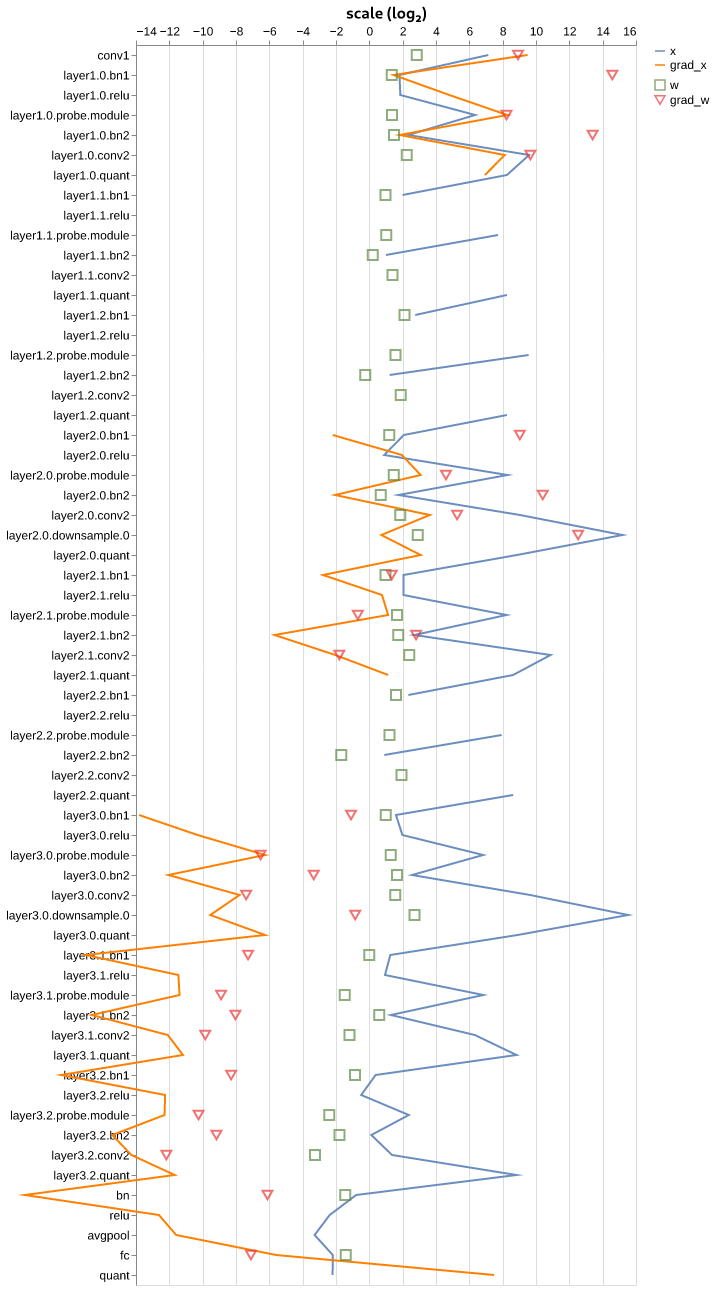 scale (log₂)
−14 −12 −10 −8 −6 −4 −2 0 2 4 6 8 10 12 14 16
x
grad_x
w
grad_w
conv1
layer1.0.bn1
layer1.0.relu
layer1.0.probe.module
layer1.0.bn2
layer1.0.conv2
layer1.0.quant
layer1.1.bn1
layer1.1.relu
layer1.1.probe.module
layer1.1.bn2
layer1.1.conv2
layer1.1.quant
layer1.2.bn1
layer1.2.relu
layer1.2.probe.module
layer1.2.bn2
layer1.2.conv2
layer1.2.quant
layer2.0.bn1
layer2.0.relu
layer2.0.probe.module
layer2.0.bn2
layer2.0.conv2
layer2.0.downsample.0
layer2.0.quant
layer2.1.bn1
layer2.1.relu
layer2.1.probe.module
layer2.1.bn2
layer2.1.conv2
layer2.1.quant
layer2.2.bn1
layer2.2.relu
layer2.2.probe.module
layer2.2.bn2
layer2.2.conv2
layer2.2.quant
layer3.0.bn1
layer3.0.relu
layer3.0.probe.module
layer3.0.bn2
layer3.0.conv2
layer3.0.downsample.0
layer3.0.quant
layer3.1.bn1
layer3.1.relu
layer3.1.probe.module
layer3.1.bn2
layer3.1.conv2
layer3.1.quant
layer3.2.bn1
layer3.2.relu
layer3.2.probe.module
layer3.2.bn2
layer3.2.conv2
layer3.2.quant
bn
relu
avgpool
fc
quant